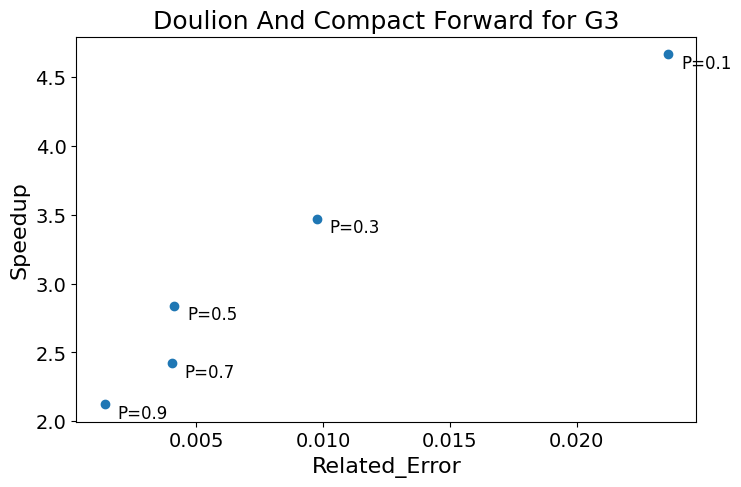 Doulion And Compact Forward for G3
4.5
4.0
3.5
3.0
2.5
2.0
Speedup
P=0.1
P=0.3
P=0.5
P=0.7
P=0.9
0.005 0.010 0.015 0.020
Related_Error